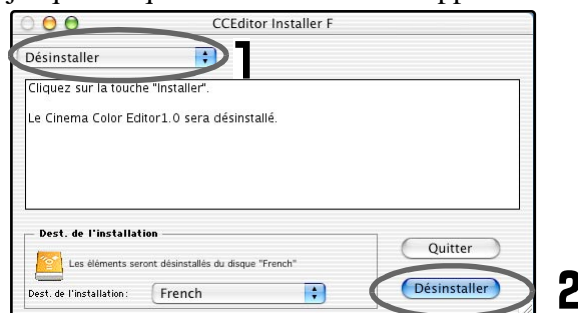 CCEditor Installer F
Désinstaller
1
Cliquez sur la touche "Installer".
Le Cinema Color Editor1.0 sera désinstallé.
Dest. de l'installation
Les éléments seront désinstallés du disque "French"
Quitter
Dest. de l'installation: French
Désinstaller
2